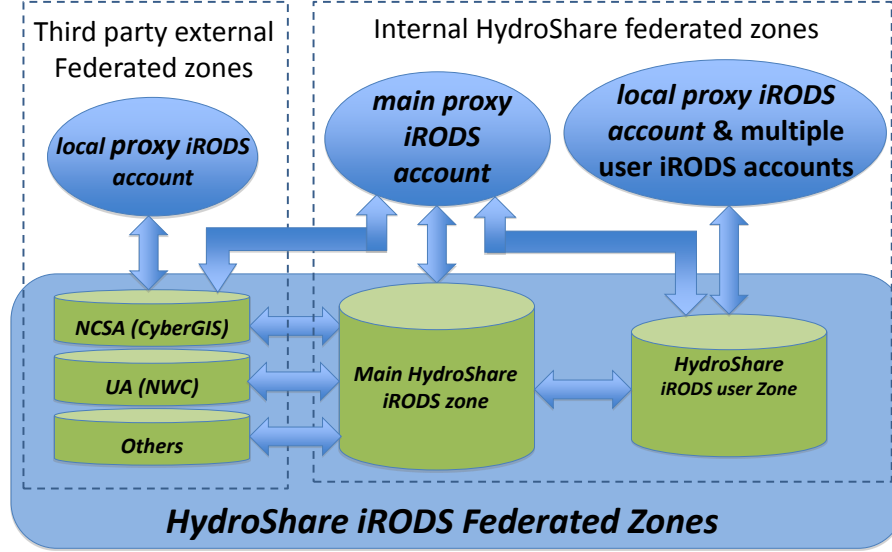 Third party external
Federated zones
Internal HydroShare federated zones
local proxy iRODS
account
main proxy
iRODS
account
local proxy iRODS
account & multiple
user iRODS accounts
NCSA (CyberGIS)
UA (NWC)
Others
Main HydroShare
iRODS zone
HydroShare
iRODS user Zone
HydroShare iRODS Federated Zones